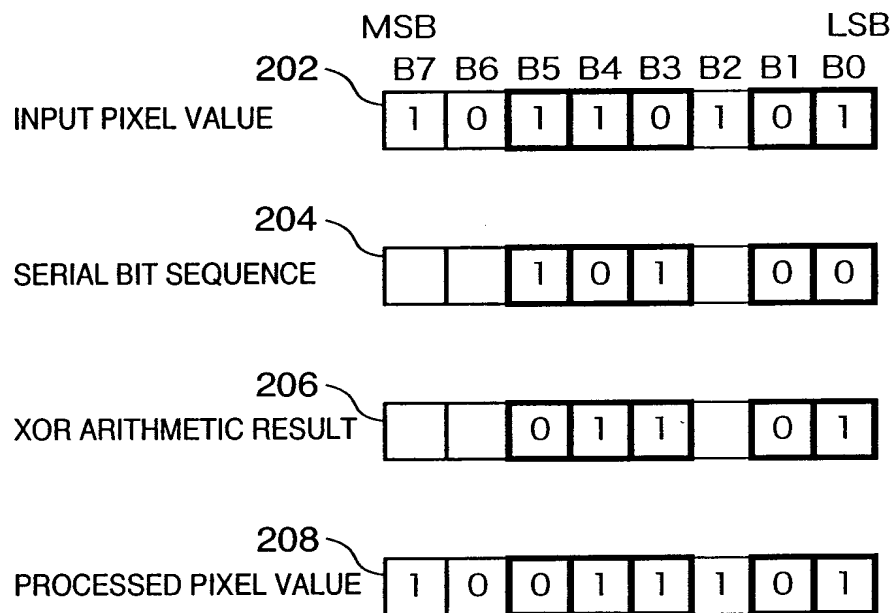 MSB LSB
202 B7 B6 B5 B4 B3 B2 B1 B0
INPUT PIXEL VALUE 1 0 1 1 0 1 0 1
204
SERIAL BIT SEQUENCE 1 0 1 0 0
206
XOR ARITHMETIC RESULT 0 1 1 0 1
208
PROCESSED PIXEL VALUE 1 0 0 1 1 1 0 1